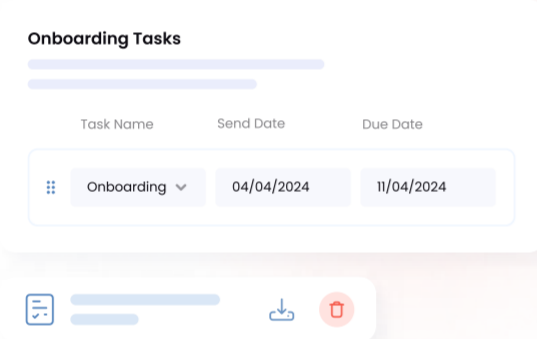 Onboarding Tasks
Task Name Send Date Due Date
Onboarding 04/04/2024 11/04/2024